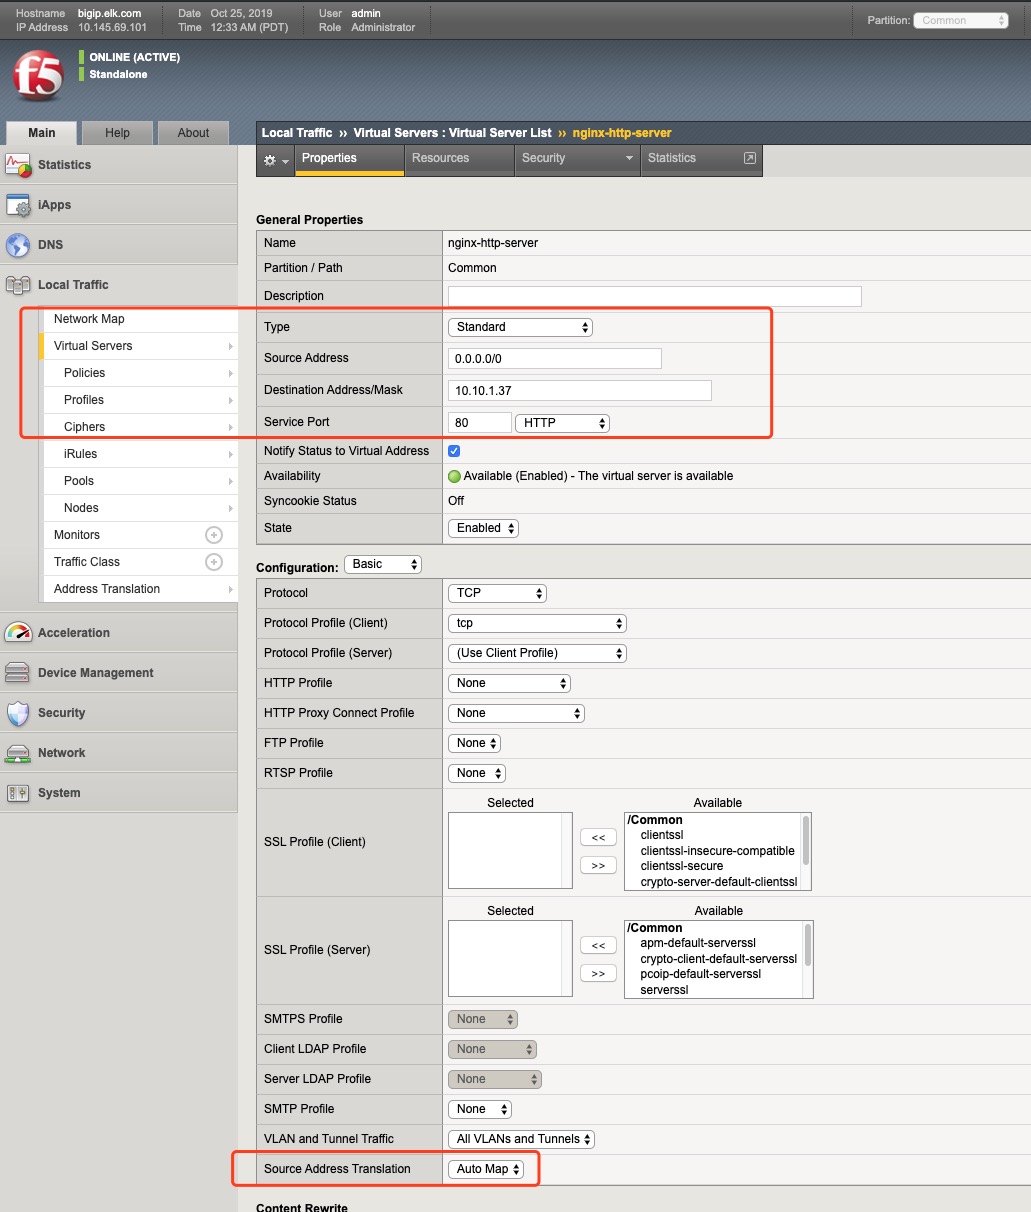 Hostname bigip.elk.com Date Oct 25, 2019 User admin
IP Address 10.145.69.101 Time 12:33 AM (PDT) Role Administrator
Partition: Common
f5
ONLINE (ACTIVE)
Standalone
Main Help About
Statistics
iApps
DNS
Local Traffic
Network Map
Virtual Servers
Policies
Profiles
Ciphers
iRules
Pools
Nodes
Monitors
Traffic Class
Address Translation
Acceleration
Device Management
Security
Network
System
Local Traffic ›› Virtual Servers : Virtual Server List ›› nginx-http-server
Properties Resources Security Statistics
General Properties
Name nginx-http-server
Partition / Path Common
Description
Type Standard
Source Address 0.0.0.0/0
Destination Address/Mask 10.10.1.37
Service Port 80 HTTP
Notify Status to Virtual Address
Availability Available (Enabled) - The virtual server is available
Syncookie Status Off
State Enabled
Configuration: Basic
Protocol TCP
Protocol Profile (Client) tcp
Protocol Profile (Server) (Use Client Profile)
HTTP Profile None
HTTP Proxy Connect Profile None
FTP Profile None
RTSP Profile None
SSL Profile (Client)
Selected Available
<< >>
/Common
clientssl
clientssl-insecure-compatible
clientssl-secure
crypto-server-default-clientssl
SSL Profile (Server)
Selected Available
<< >>
/Common
apm-default-serverssl
crypto-client-default-serverssl
pcoip-default-serverssl
serverssl
SMTPS Profile None
Client LDAP Profile None
Server LDAP Profile None
SMTP Profile None
VLAN and Tunnel Traffic All VLANs and Tunnels
Source Address Translation Auto Map
Content Rewrite